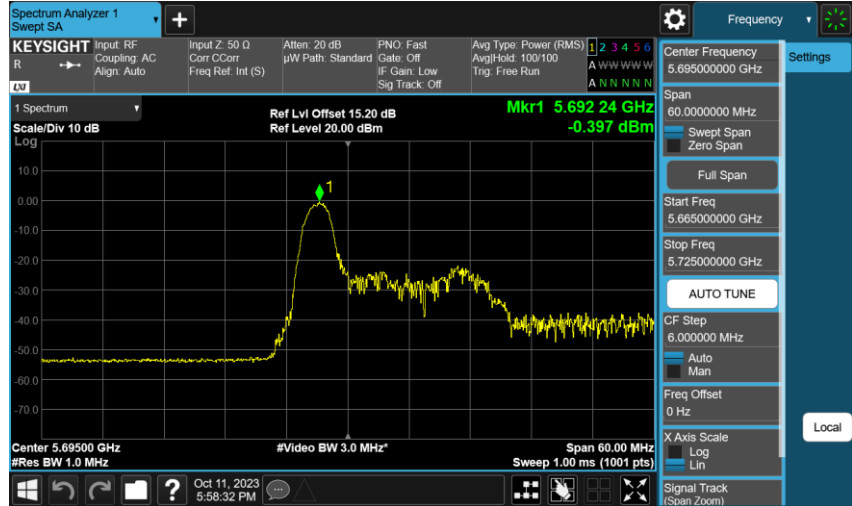 Spectrum Analyzer 1
Swept SA
+
Frequency
KEYSIGHT
R
LXI
Input: RF
Coupling: AC
Align: Auto
Input Z: 50 Ω
Corr CCorr
Freq Ref: Int (S)
Atten: 20 dB
µW Path: Standard
PNO: Fast
Gate: Off
IF Gain: Low
Sig Track: Off
Avg Type: Power (RMS)
Avg|Hold: 100/100
Trig: Free Run
1 2 3 4 5 6
A W W W W W
A N N N N N
1 Spectrum
Scale/Div 10 dB
Log
Ref Lvl Offset 15.20 dB
Ref Level 20.00 dBm
Mkr1 5.692 24 GHz
-0.397 dBm
10.0
0.00
-10.0
-20.0
-30.0
-40.0
-50.0
-60.0
-70.0
1
Center 5.69500 GHz
#Res BW 1.0 MHz
#Video BW 3.0 MHz*
Span 60.00 MHz
Sweep 1.00 ms (1001 pts)
Center Frequency
5.695000000 GHz
Settings
Span
60.0000000 MHz
Swept Span
Zero Span
Full Span
Start Freq
5.665000000 GHz
Stop Freq
5.725000000 GHz
AUTO TUNE
CF Step
6.000000 MHz
Auto
Man
Freq Offset
0 Hz
X Axis Scale
Log
Lin
Local
Signal Track
(Span Zoom)
?
Oct 11, 2023
5:58:32 PM